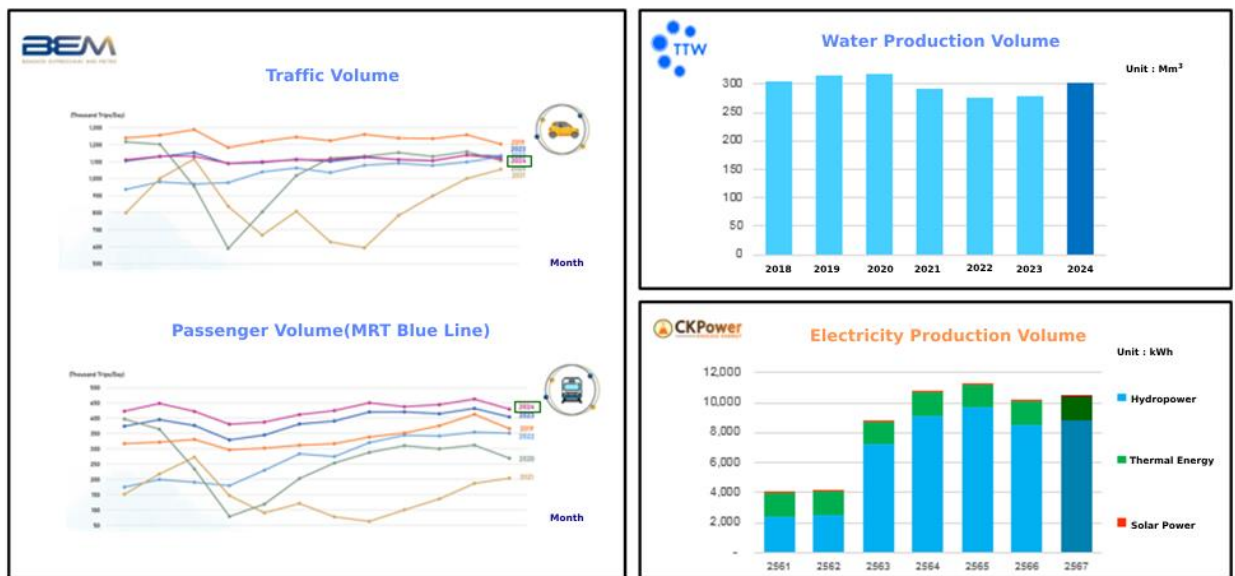 BEM
BANGKOK EXPRESSWAY AND METRO
Traffic Volume
(Thousand Trips/Day)
1,300
1,200
1,100
1,000
900
800
700
600
500
2019
2023
2024
2021
Month
Passenger Volume(MRT Blue Line)
(Thousand Trips/Day)
500
450
400
350
300
250
200
150
100
50
2024
2023
2019
2022
2020
2021
Month
TTW
Water Production Volume
Unit : Mm³
300
250
200
150
100
50
0
2018 2019 2020 2021 2022 2023 2024
CKPower
Electricity Production Volume
Unit : kWh
12,000
10,000
8,000
6,000
4,000
2,000
-
2561 2562 2563 2564 2565 2566 2567
Hydropower
Thermal Energy
Solar Power